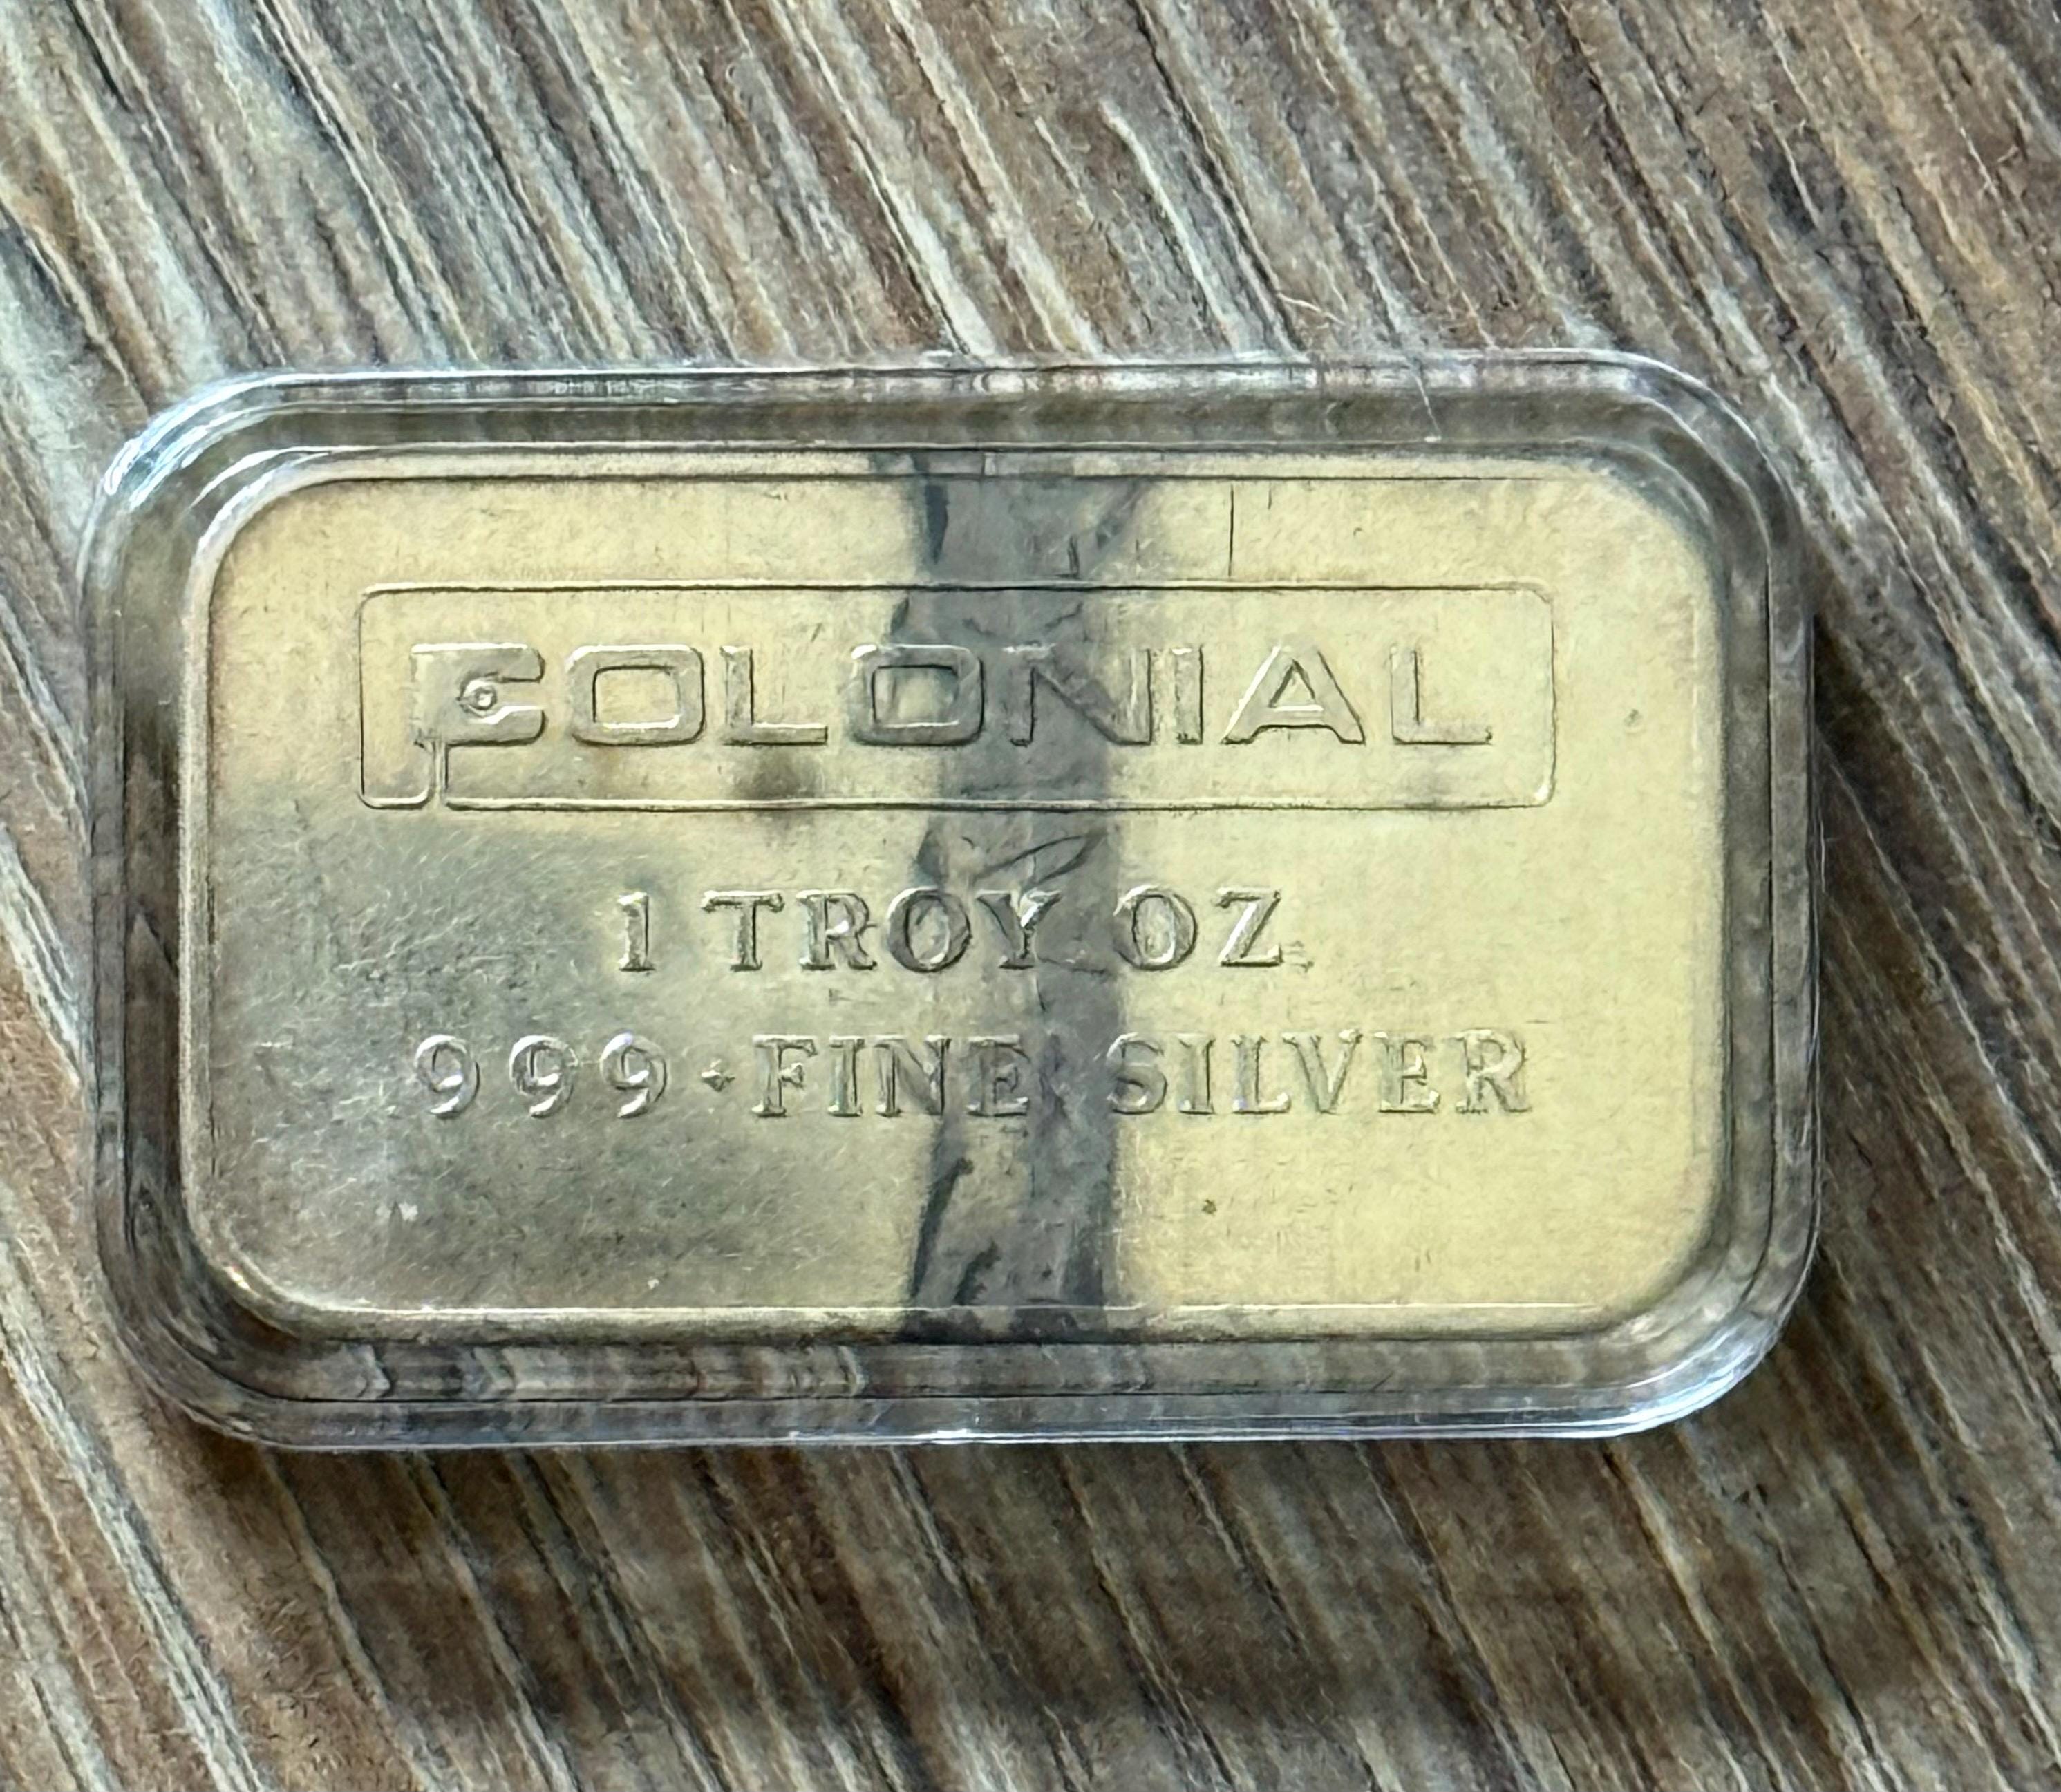 COLONIAL
1 TROY OZ.
999+FINE SILVER